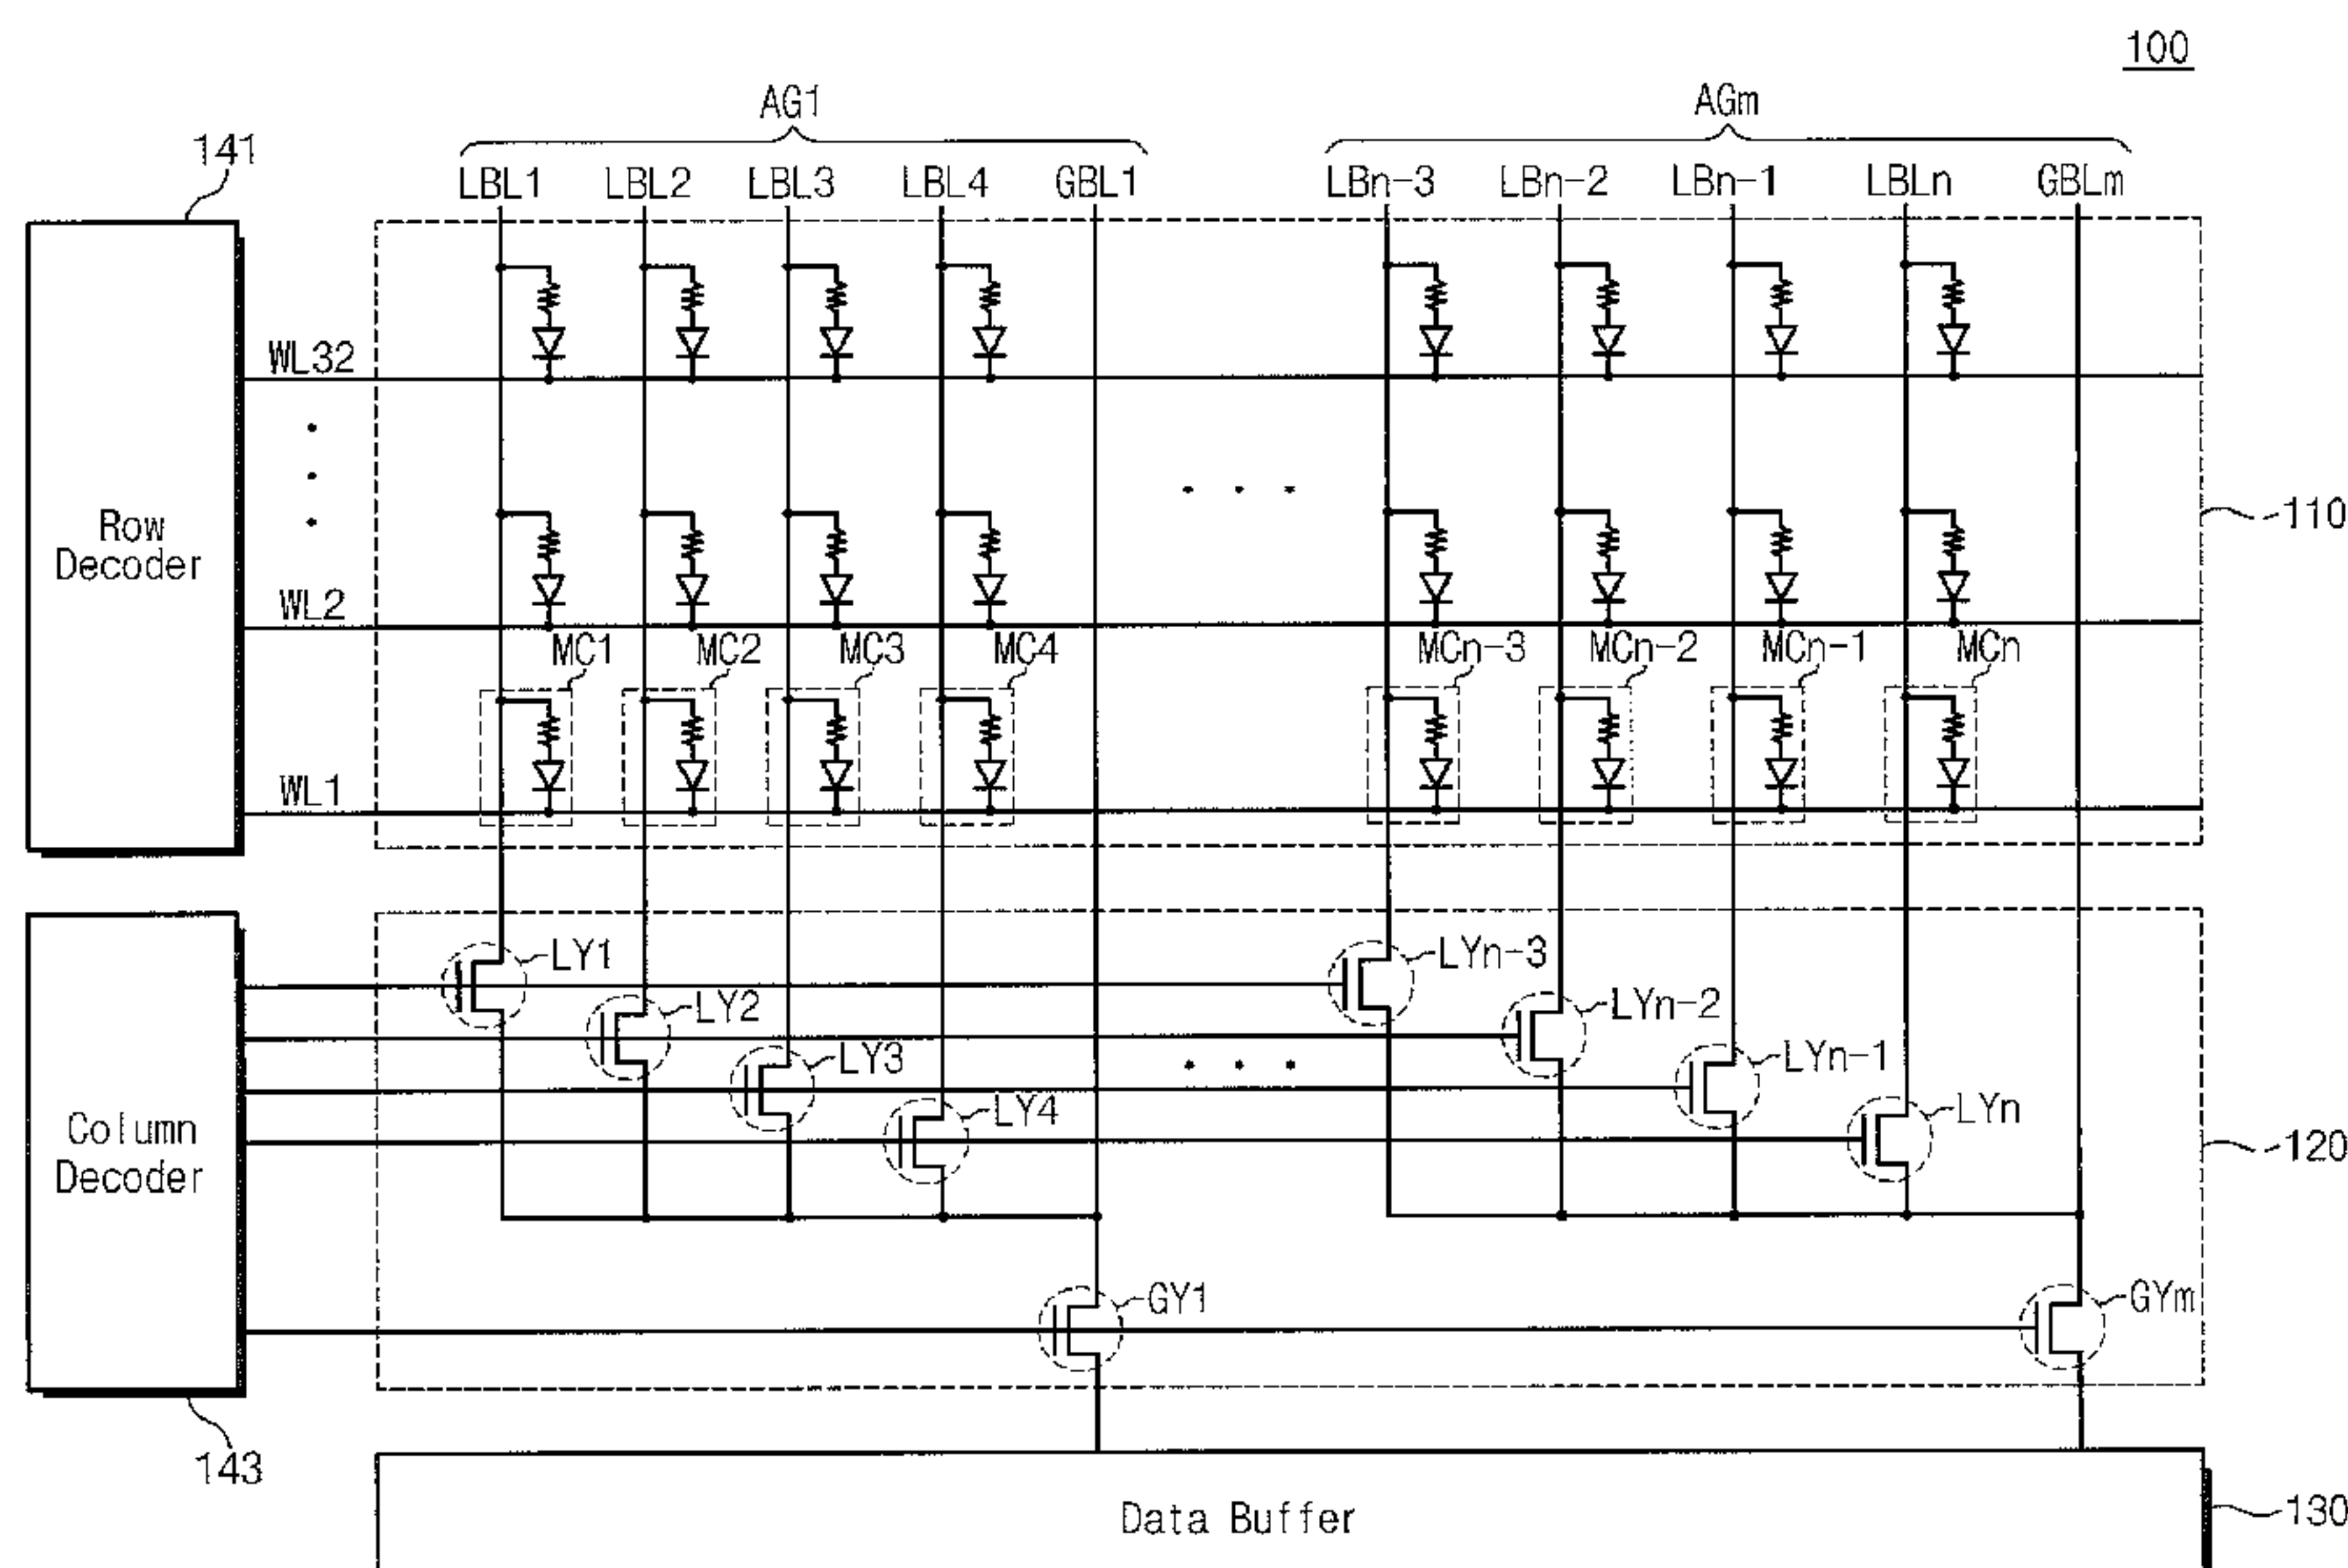 100
AG1 AGm
141
LBL1 LBL2 LBL3 LBL4 GBL1 LBn-3 LBn-2 LBn-1 LBLn GBLm
WL32
Row
Decoder
110
WL2
MC1 MC2 MC3 MC4 MCn-3 MCn-2 MCn-1 MCn
WL1
LY1 LYn-3
LY2 LYn-2
LY3 LYn-1
LY4 LYn
Column
Decoder
120
GY1 GYm
143
Data Buffer
130